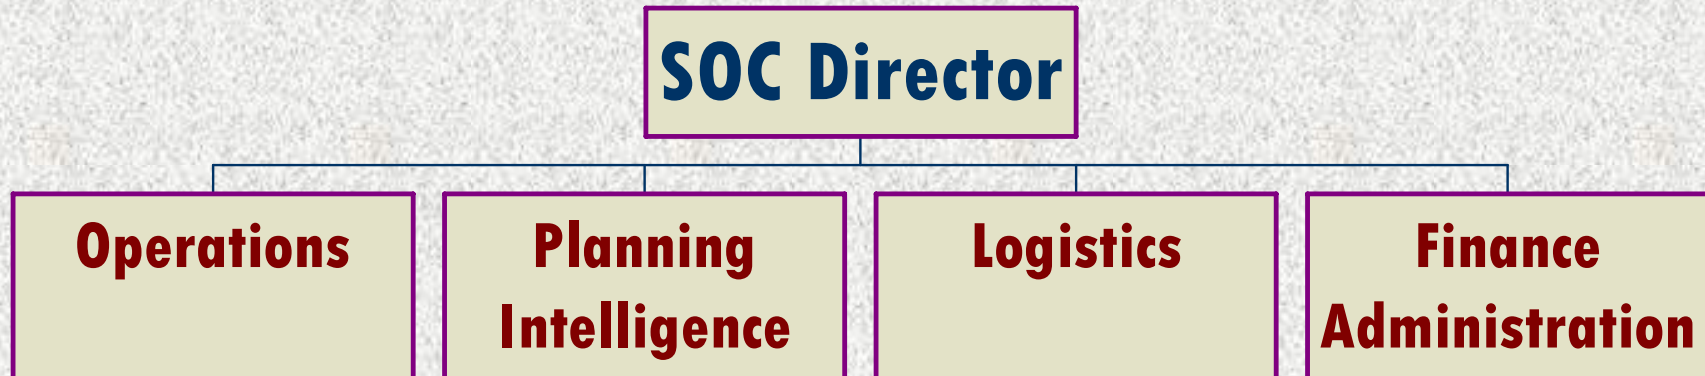 SOC Director
Operations
Planning
Intelligence
Logistics
Finance
Administration